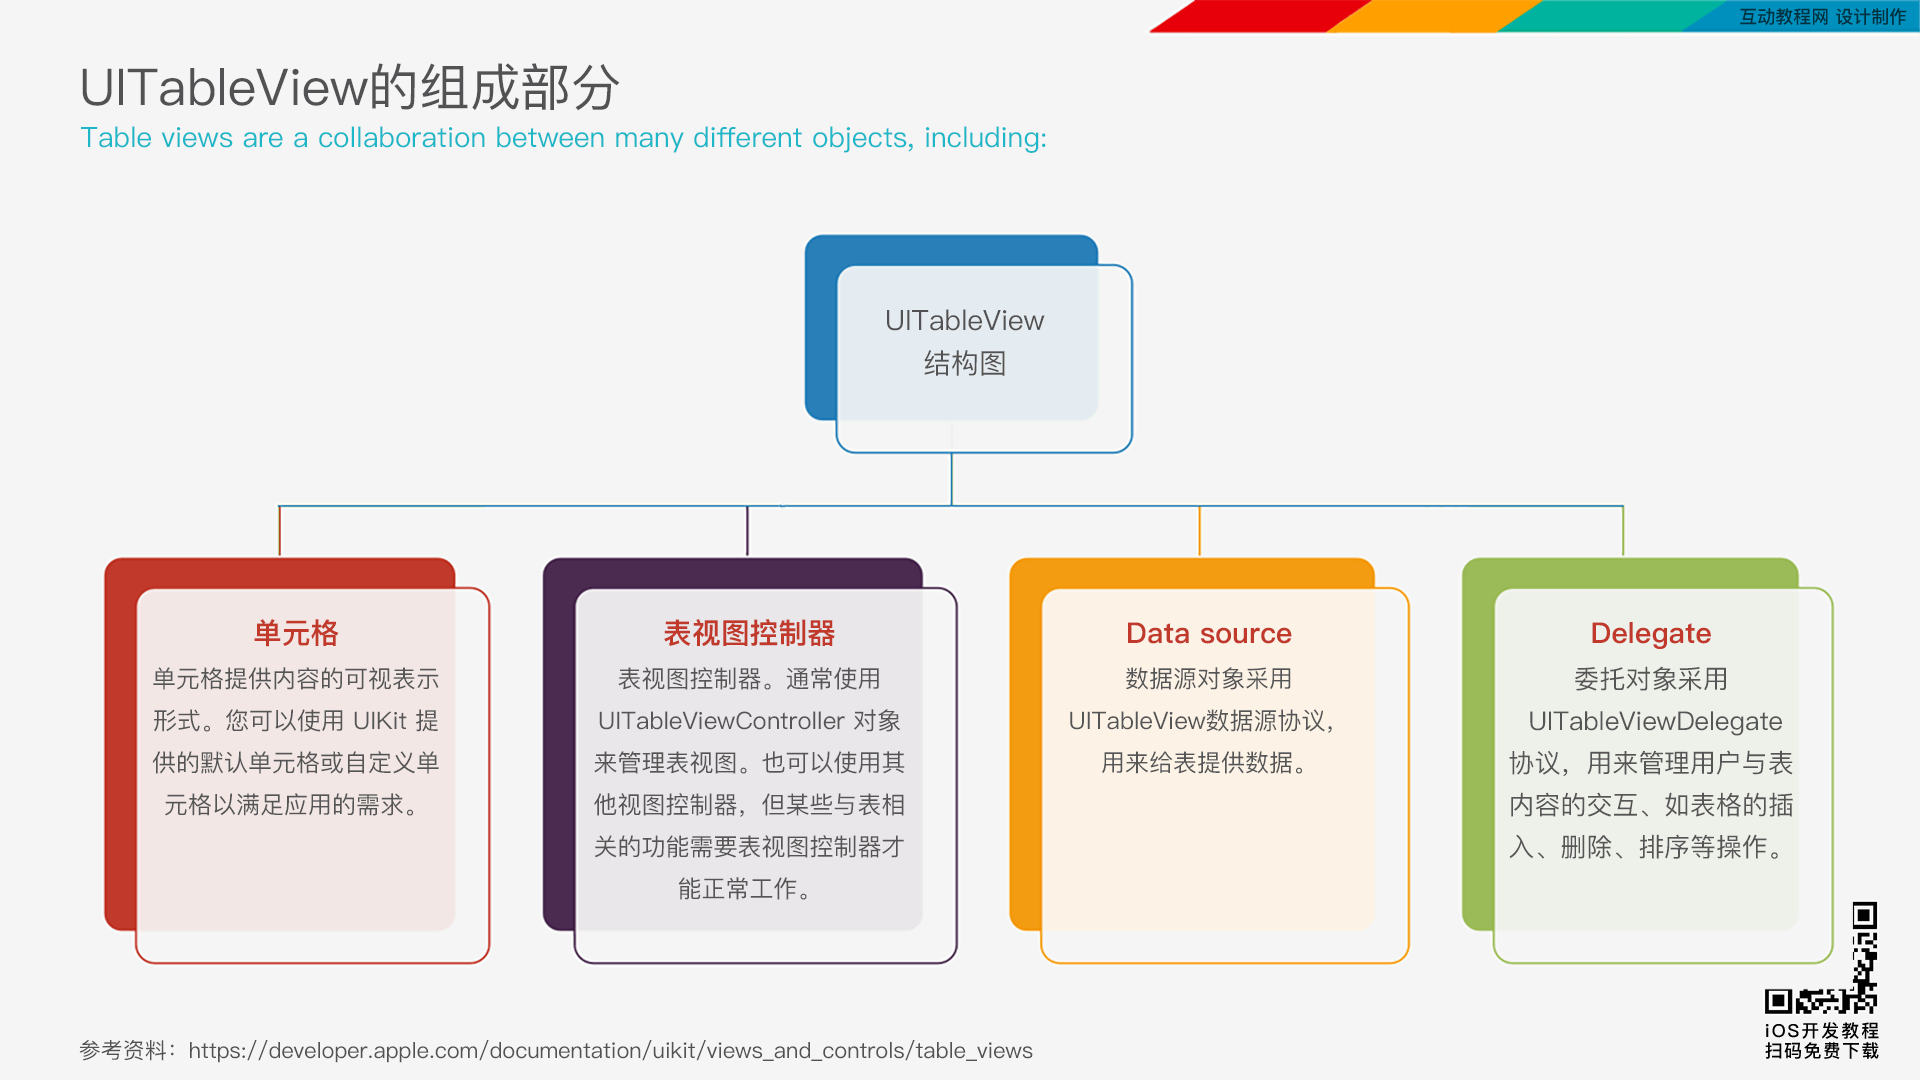 互动教程网 设计制作
UITableView的组成部分
Table views are a collaboration between many different objects, including:
UITableView
结构图
单元格
单元格提供内容的可视表示
形式。您可以使用 UIKit 提
供的默认单元格或自定义单
元格以满足应用的需求。
表视图控制器
表视图控制器。通常使用
UITableViewController 对象
来管理表视图。也可以使用其
他视图控制器，但某些与表相
关的功能需要表视图控制器才
能正常工作。
Data source
数据源对象采用
UITableView数据源协议，
用来给表提供数据。
Delegate
委托对象采用
UITableViewDelegate
协议，用来管理用户与表
内容的交互、如表格的插
入、删除、排序等操作。
iOS开发教程
扫码免费下载
参考资料：https://developer.apple.com/documentation/uikit/views_and_controls/table_views